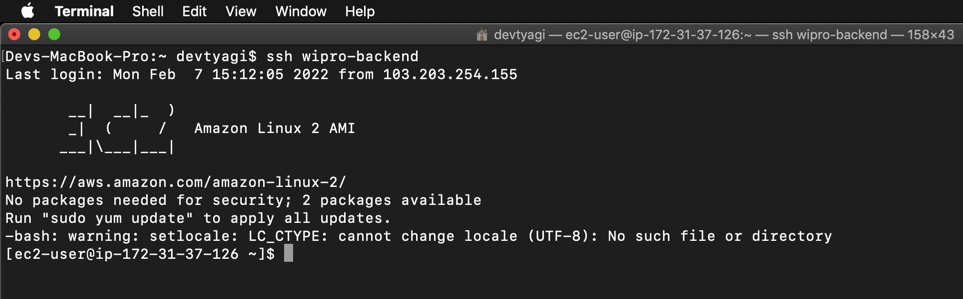 Terminal Shell Edit View Window Help
devtyagi — ec2-user@ip-172-31-37-126:~ — ssh wipro-backend — 158×43
[Devs-MacBook-Pro:~ devtyagi$ ssh wipro-backend
Last login: Mon Feb  7 15:12:05 2022 from 103.203.254.155
       __|  __|_  )
       _|  (     /   Amazon Linux 2 AMI
      ___|\___|___|
https://aws.amazon.com/amazon-linux-2/
No packages needed for security; 2 packages available
Run "sudo yum update" to apply all updates.
-bash: warning: setlocale: LC_CTYPE: cannot change locale (UTF-8): No such file or directory
[ec2-user@ip-172-31-37-126 ~]$